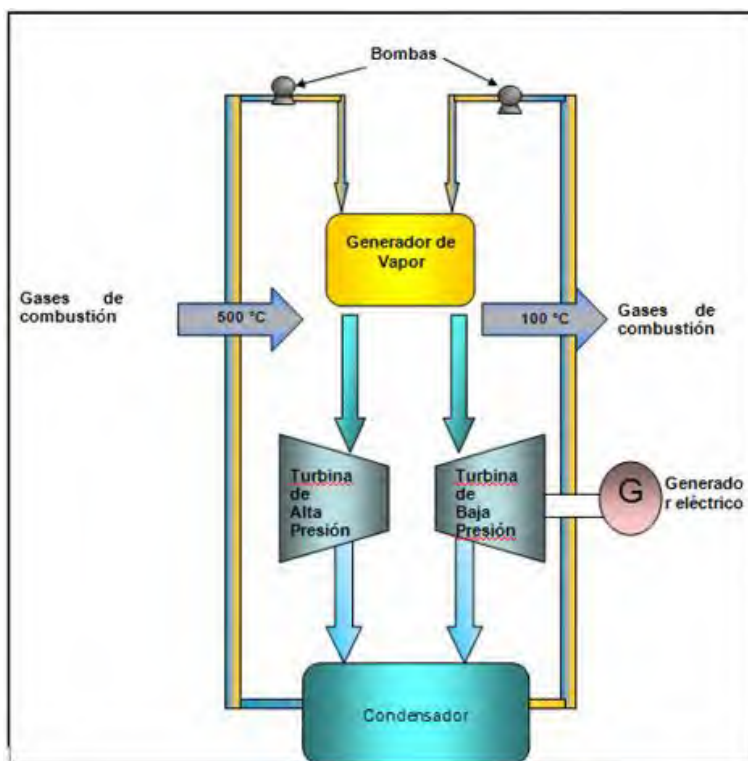 Bombas
Generador de
Vapor
Gases de
combustión
500 °C
100 °C
Gases de
combustión
Turbina
de
Alta
Presión
Turbina
de
Baja
Presión
G
Generado
r eléctrico
Condensador